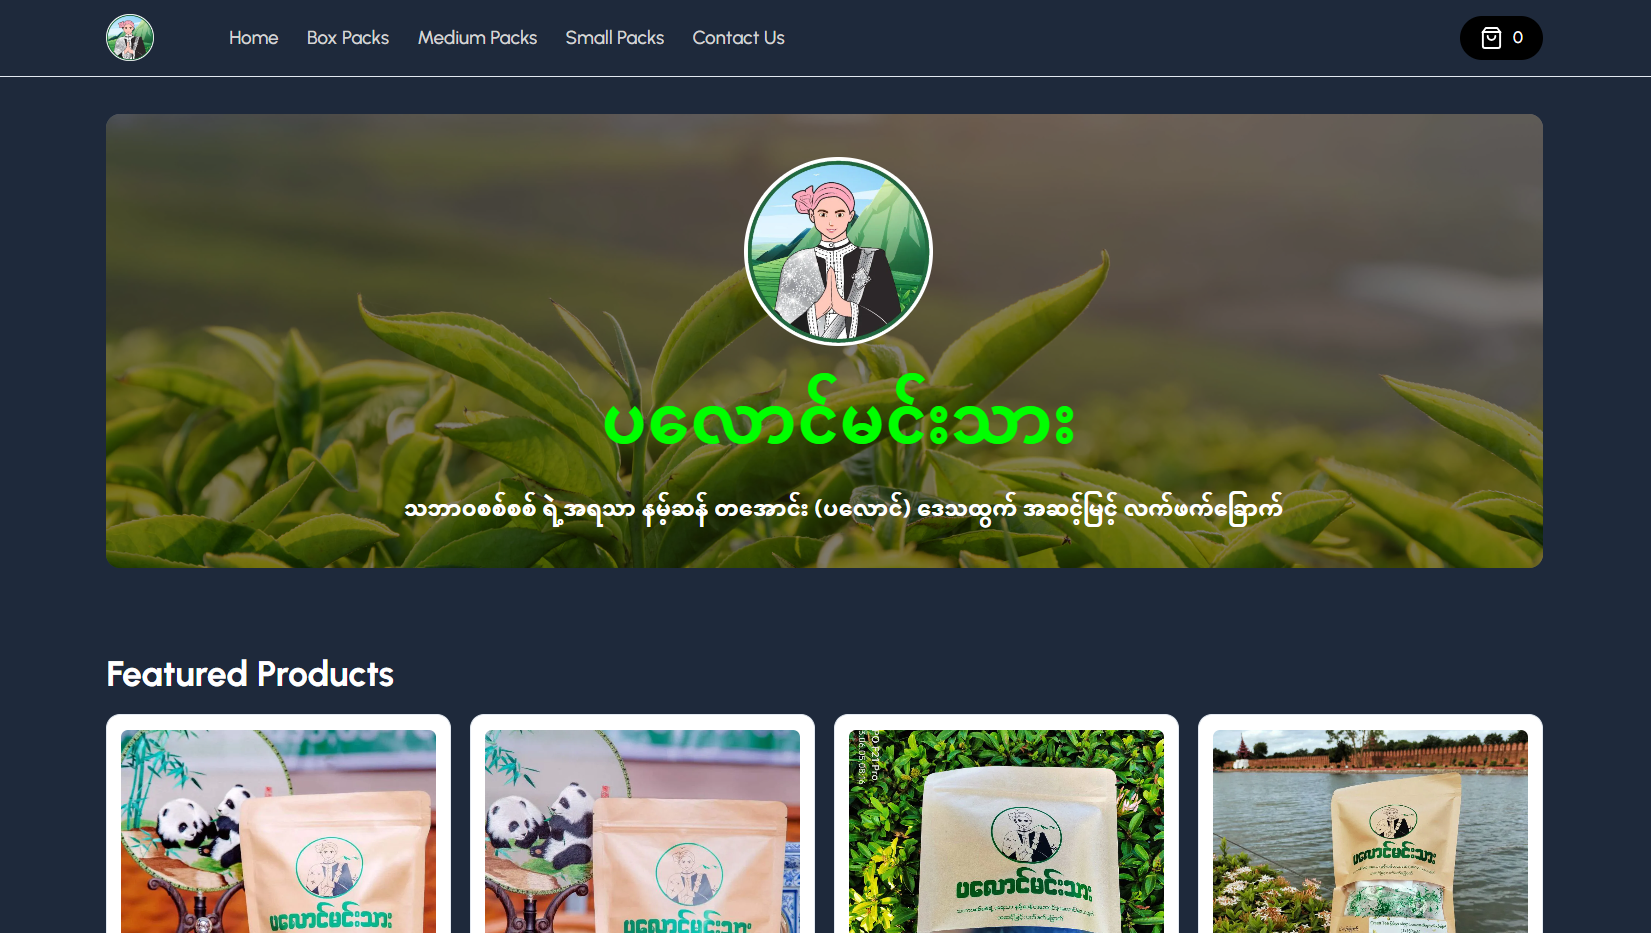 Home Box Packs Medium Packs Small Packs Contact Us 0
ပလောင်မင်းသား
သဘာဝစစ်စစ် ရဲ့အရသာ နမ့်ဆန် တအောင်း (ပလောင်) ဒေသထွက် အဆင့်မြင့် လက်ဖက်ခြောက်
Featured Products
ပလောင်မင်းသား
ပလောင်မင်းသား
ပလောင်မင်းသား
ပလောင်မင်းသား